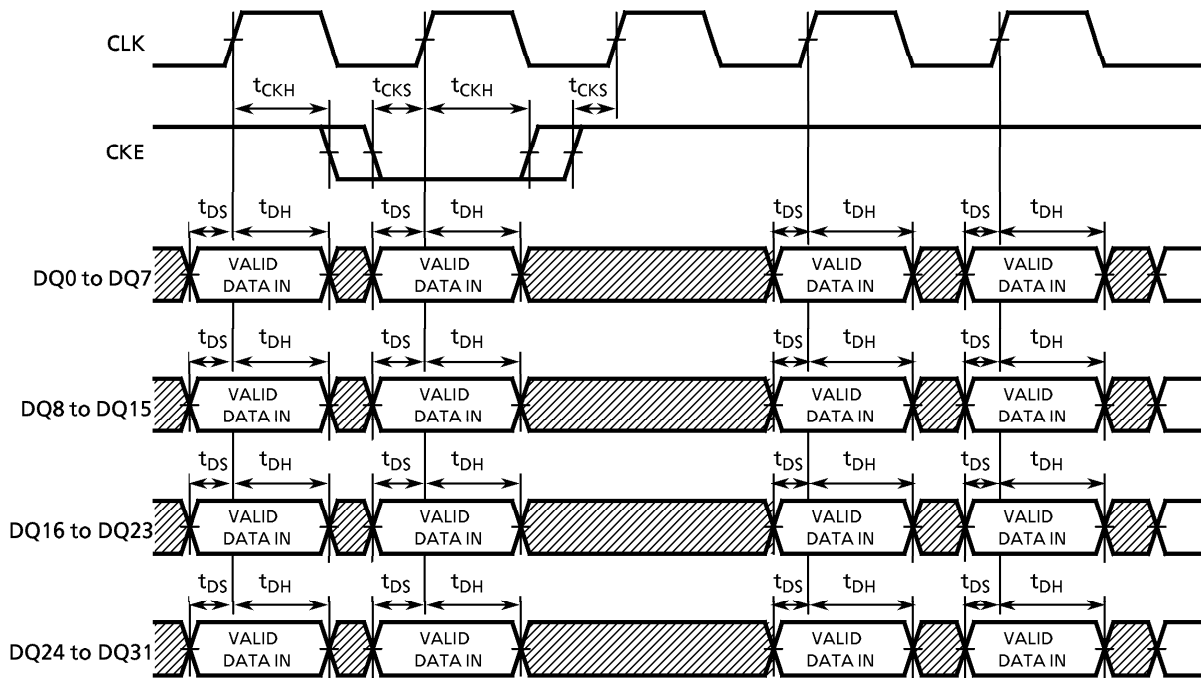 CLK
tCKH tCKS tCKH tCKS
CKE
tDS tDH tDS tDH tDS tDH tDS tDH
DQ0 to DQ7
VALID DATA IN
VALID DATA IN
VALID DATA IN
VALID DATA IN
tDS tDH tDS tDH tDS tDH tDS tDH
DQ8 to DQ15
VALID DATA IN
VALID DATA IN
VALID DATA IN
VALID DATA IN
tDS tDH tDS tDH tDS tDH tDS tDH
DQ16 to DQ23
VALID DATA IN
VALID DATA IN
VALID DATA IN
VALID DATA IN
tDS tDH tDS tDH tDS tDH tDS tDH
DQ24 to DQ31
VALID DATA IN
VALID DATA IN
VALID DATA IN
VALID DATA IN